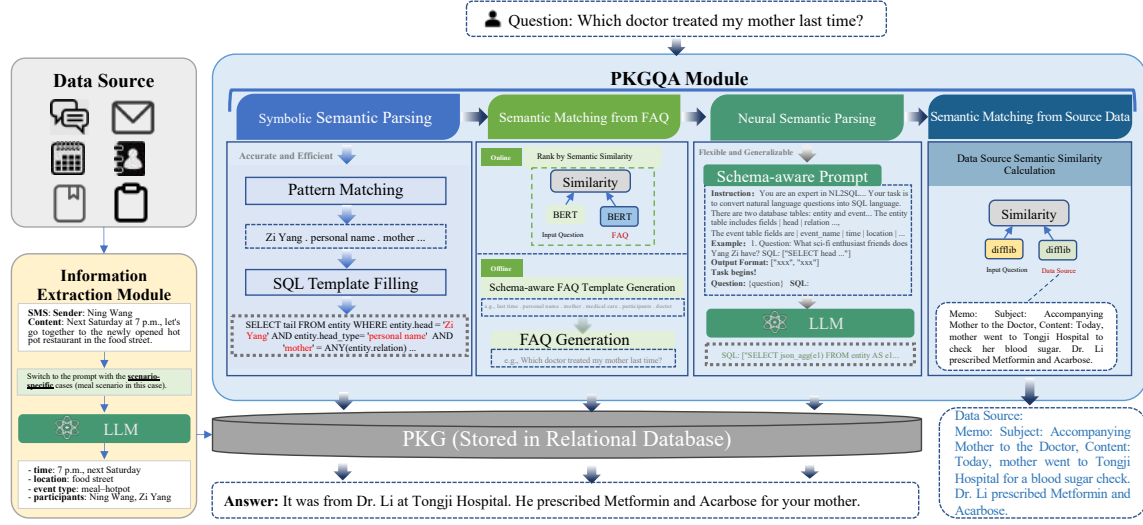 Question: Which doctor treated my mother last time?
Data Source
Information
Extraction Module
SMS: Sender: Ning Wang
Content: Next Saturday at 7 p.m., let's
go together to the newly opened hot
pot restaurant in the food street.
Switch to the prompt with the scenario-
specific cases (meal scenario in this case).
LLM
- time: 7 p.m., next Saturday
- location: food street
- event type: meal–hotpot
- participants: Ning Wang, Zi Yang
PKGQA Module
Symbolic Semantic Parsing
Accurate and Efficient
Pattern Matching
Zi Yang . personal name . mother ...
SQL Template Filling
SELECT tail FROM entity WHERE entity.head = 'Zi
Yang' AND entity.head_type= 'personal name' AND
'mother' = ANY(entity.relation) ...
Semantic Matching from FAQ
Online
Rank by Semantic Similarity
Similarity
BERT
BERT
Input Question
FAQ
Offline
Schema-aware FAQ Template Generation
e.g., last time . personal name . mother . medical care . participant . doctor
FAQ Generation
e.g., Which doctor treated my mother last time?
Neural Semantic Parsing
Flexible and Generalizable
Schema-aware Prompt
Instruction: You are an expert in NL2SQL... Your task is
to convert natural language questions into SQL language.
There are two database tables: entity and event... The entity
table includes fields | head | relation ...,
The event table fields are | event_name | time | location | ...
Example: 1. Question: What sci-fi enthusiast friends does
Yang Zi have? SQL: ["SELECT head ..."]
Output Format: ["xxx", "xxx"]
Task begins!
Question: {question} SQL:
LLM
SQL: ["SELECT json_agg(e1) FROM entity AS e1...
Semantic Matching from Source Data
Data Source Semantic Similarity
Calculation
Similarity
difflib
difflib
Input Question
Data Source
Memo: Subject: Accompanying
Mother to the Doctor, Content: Today,
mother went to Tongji Hospital to
check her blood sugar. Dr. Li
prescribed Metformin and Acarbose.
PKG (Stored in Relational Database)
Answer: It was from Dr. Li at Tongji Hospital. He prescribed Metformin and Acarbose for your mother.
Data Source:
Memo: Subject: Accompanying
Mother to the Doctor, Content:
Today, mother went to Tongji
Hospital for a blood sugar check.
Dr. Li prescribed Metformin and
Acarbose.